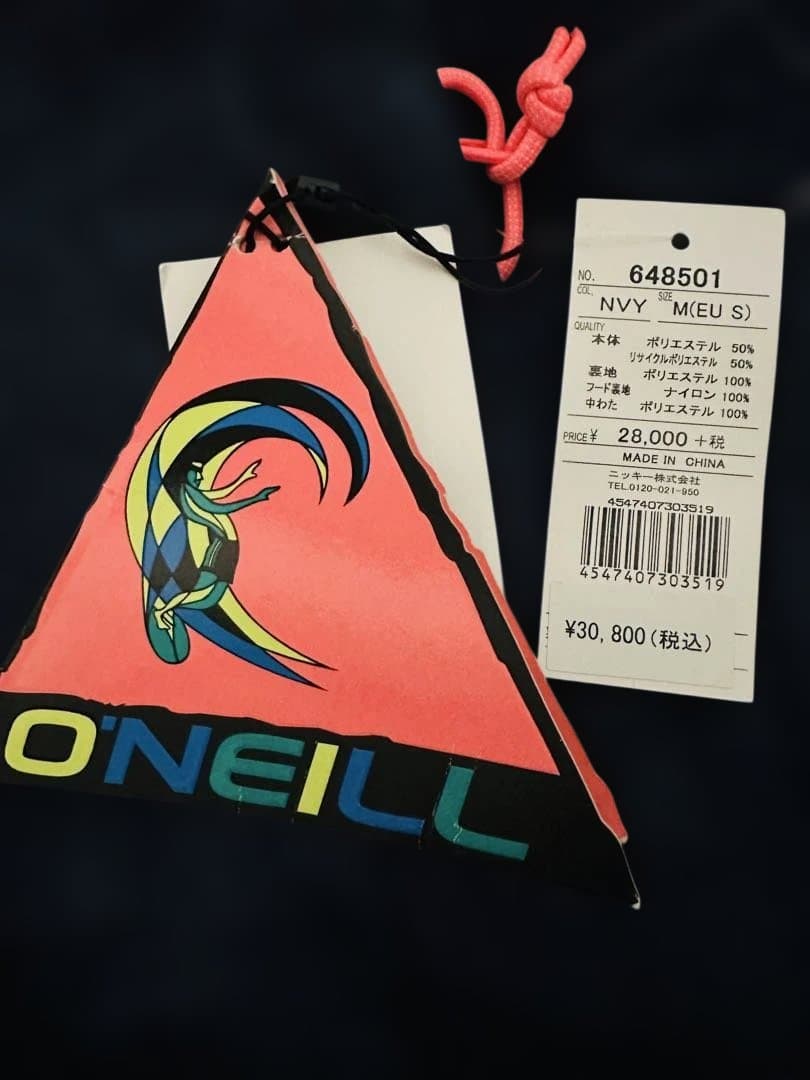 O'NEILL
NO. 648501
COL. NVY SIZE M(EU S)
QUALITY
本体 ポリエステル 50%
リサイクルポリエステル 50%
裏地 ポリエステル 100%
フード裏地 ナイロン 100%
中わた ポリエステル 100%
PRICE ¥ 28,000 +税
MADE IN CHINA
ニッキー株式会社
TEL.0120-021-950
4547407303519
4547407303519
¥30,800(税込)